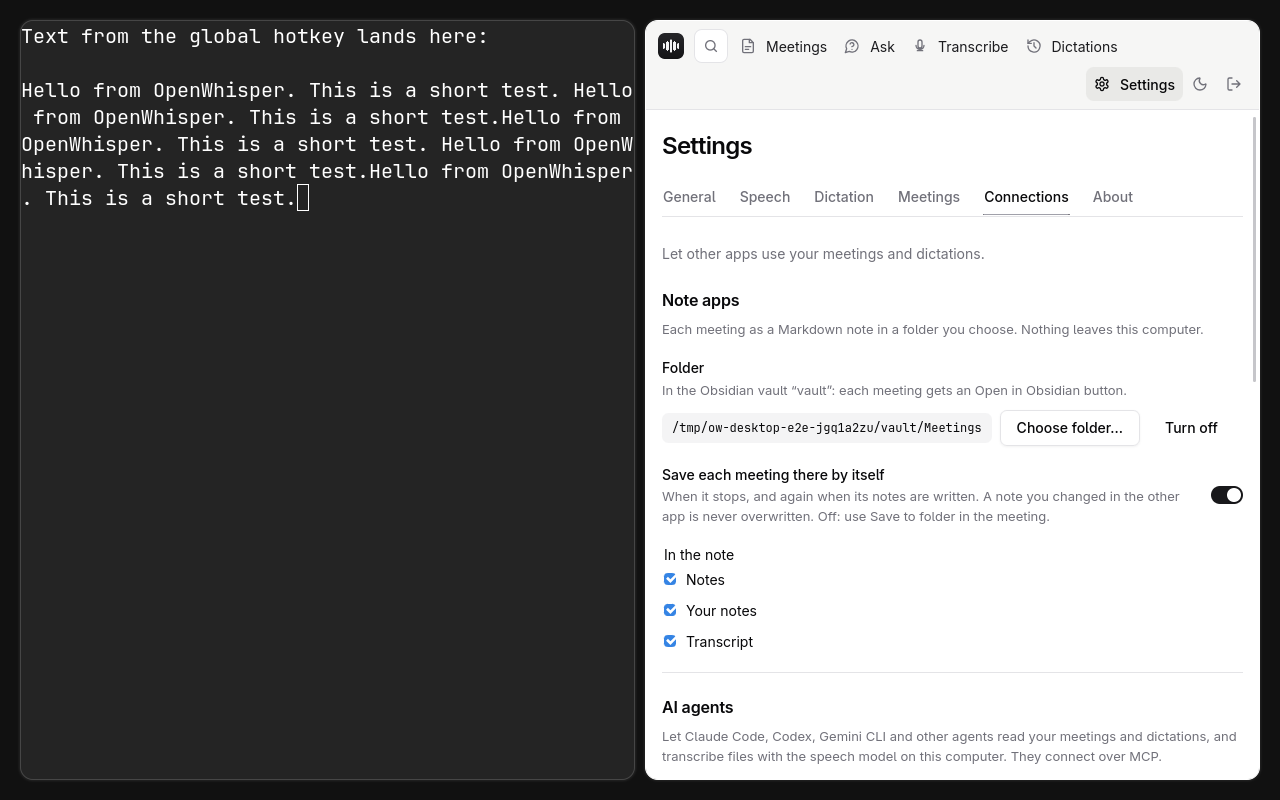 Text from the global hotkey lands here:
Hello from OpenWhisper. This is a short test. Hello
from OpenWhisper. This is a short test.Hello from
OpenWhisper. This is a short test. Hello from OpenW
hisper. This is a short test.Hello from OpenWhisper
. This is a short test.
Meetings
Ask
Transcribe
Dictations
Settings
Settings
General
Speech
Dictation
Meetings
Connections
About
Let other apps use your meetings and dictations.
Note apps
Each meeting as a Markdown note in a folder you choose. Nothing leaves this computer.
Folder
In the Obsidian vault “vault”: each meeting gets an Open in Obsidian button.
/tmp/ow-desktop-e2e-jgq1a2zu/vault/Meetings
Choose folder...
Turn off
Save each meeting there by itself
When it stops, and again when its notes are written. A note you changed in the other
app is never overwritten. Off: use Save to folder in the meeting.
In the note
Notes
Your notes
Transcript
AI agents
Let Claude Code, Codex, Gemini CLI and other agents read your meetings and dictations, and
transcribe files with the speech model on this computer. They connect over MCP.